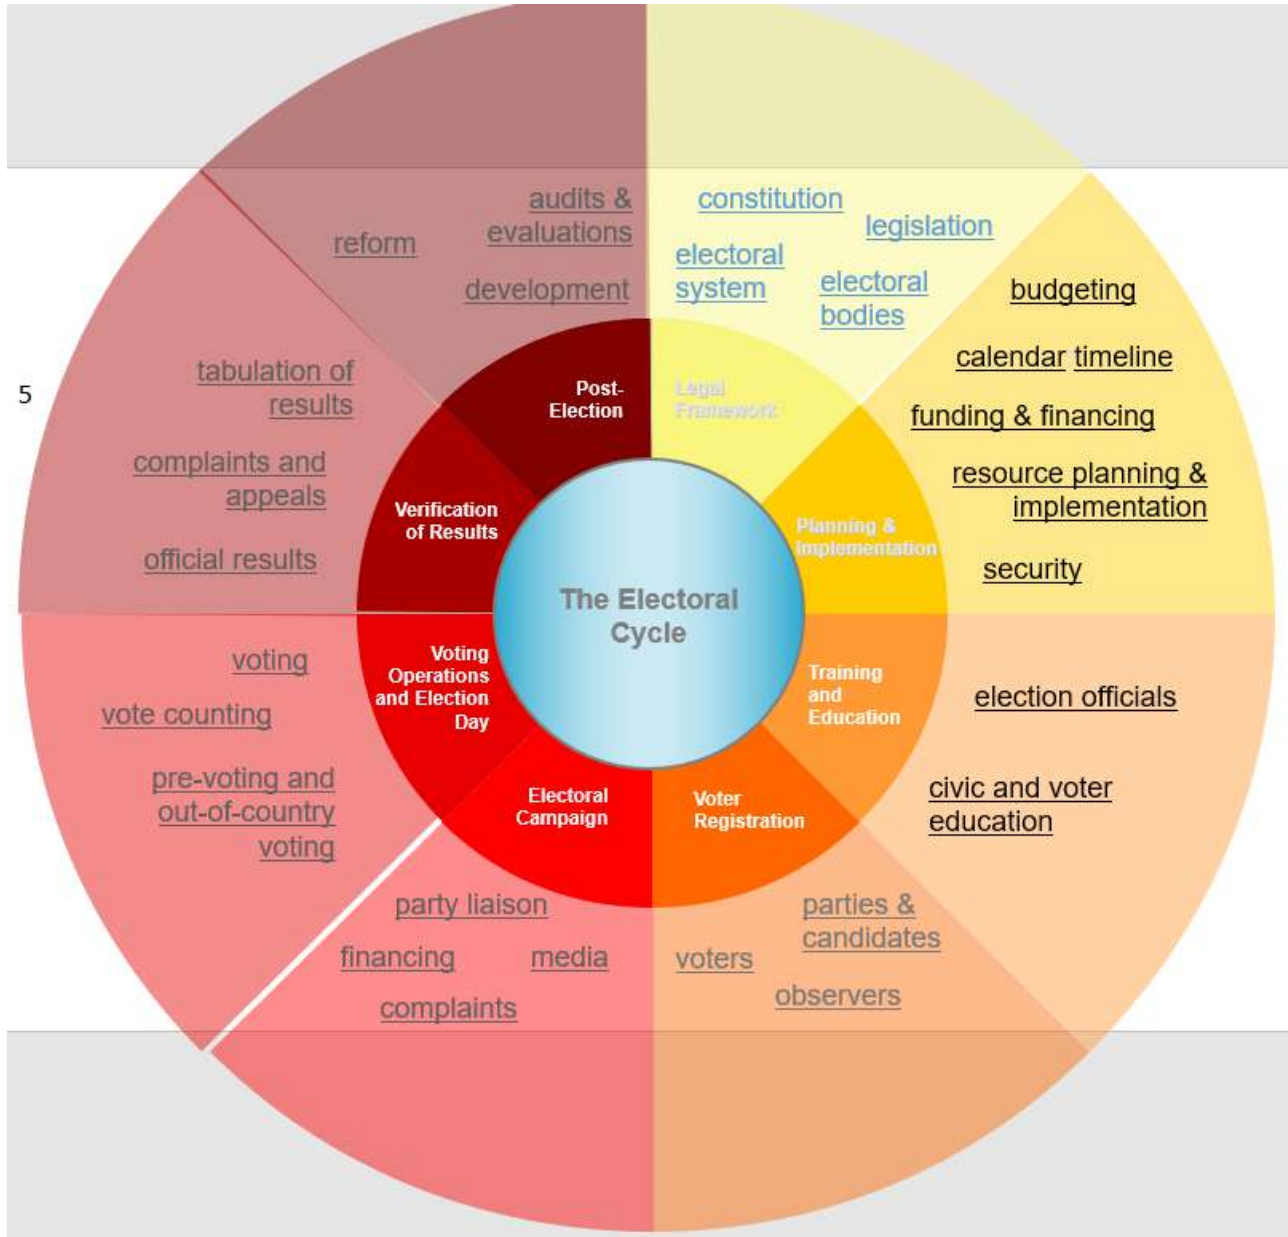 constitution
legislation
electoral
system
electoral
bodies
Legal
Framework
budgeting
calendar timeline
funding & financing
resource planning &
implementation
security
Planning &
Implementation
election officials
civic and voter
education
Training
and
Education
parties &
candidates
voters
observers
Voter
Registration
party liaison
financing media
complaints
Electoral
Campaign
voting
vote counting
pre-voting and
out-of-country
voting
Voting
Operations
and Election
Day
tabulation of
results
complaints and
appeals
official results
Verification
of Results
audits &
evaluations
reform
development
Post-
Election
The Electoral
Cycle
5